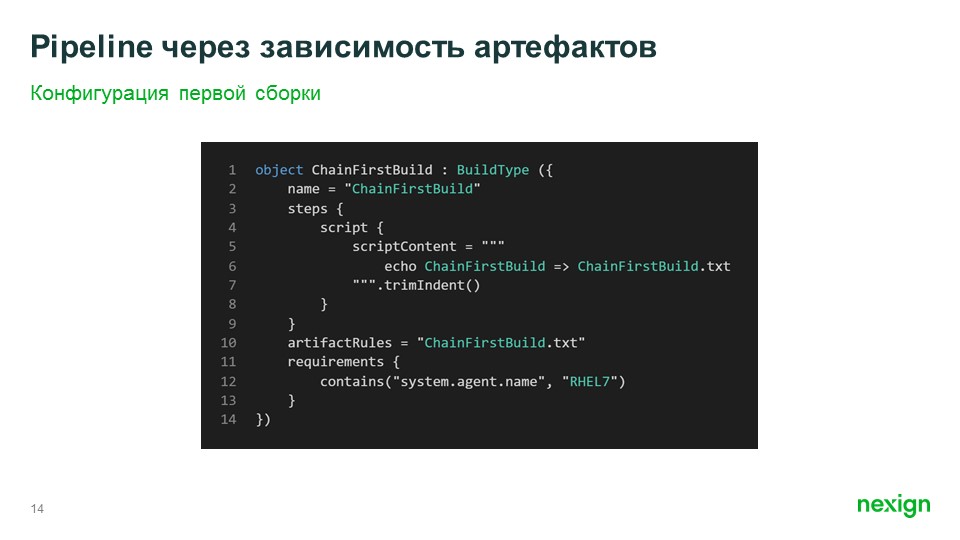 Pipeline через зависимость артефактов
Конфигурация первой сборки
1 object ChainFirstBuild : BuildType ({
2     name = "ChainFirstBuild"
3     steps {
4         script {
5             scriptContent = """
6                 echo ChainFirstBuild => ChainFirstBuild.txt
7             """.trimIndent()
8         }
9     }
10     artifactRules = "ChainFirstBuild.txt"
11     requirements {
12         contains("system.agent.name", "RHEL7")
13     }
14 })
14
nexign